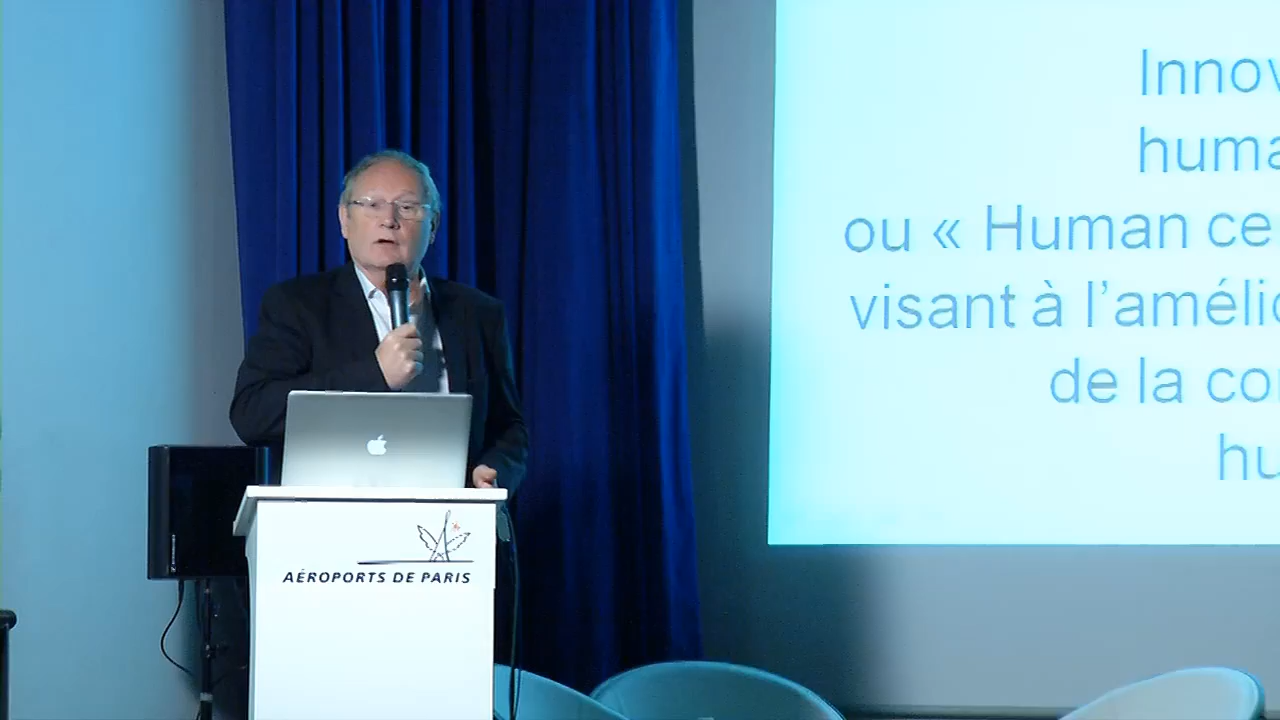 Innov
huma
ou « Human ce
visant à l’amélio
de la co
hu
AÉROPORTS DE PARIS